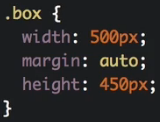 .box {
  width: 500px;
  margin: auto;
  height: 450px;
}